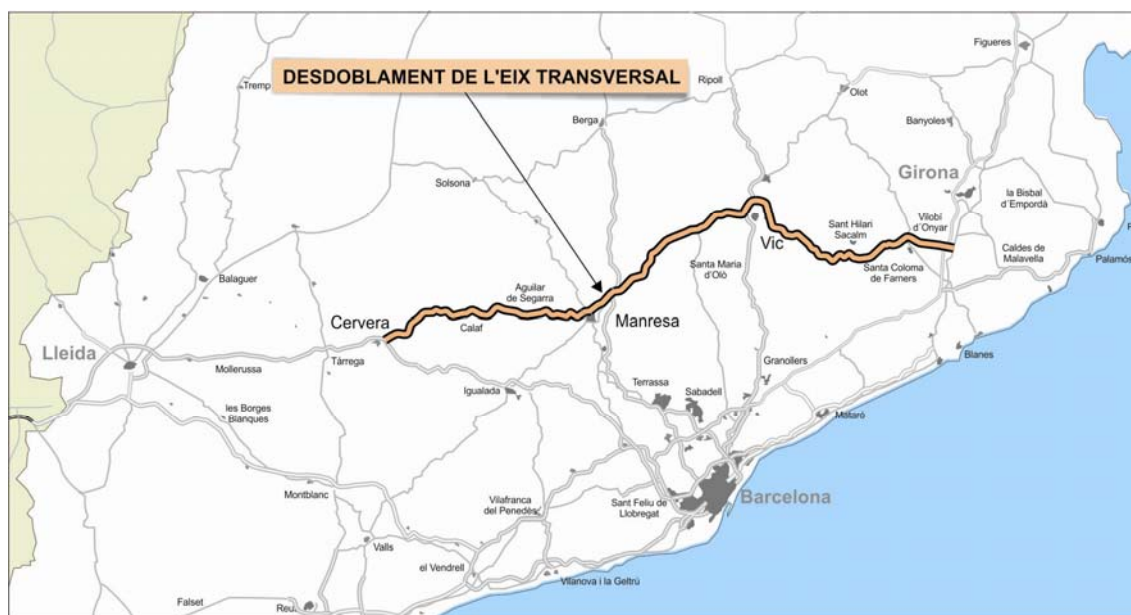 Figueres
DESDOBLAMENT DE L'EIX TRANSVERSAL
Tremp
Ripoll
Olot
Berga
Banyoles
Girona
Solsona
la Bisbal
d'Empordà
Sant Hilari
Sacalm
Vilobí
d'Onyar
Vic
Caldes de
Malavella
Palamós
Santa Maria
d'Olò
Santa Coloma
de Farners
Balaguer
Aguilar
de Segarra
Cervera
Calaf
Manresa
Lleida
Mollerussa
Tàrrega
Granollers
Blanes
Igualada
Terrassa
Sabadell
les Borges
Blanques
Mataró
Montblanc
Vilafranca
del Penedès
Sant Feliu de
Llobregat
Barcelona
Valls
el Vendrell
Vilanova i la Geltrú
Falset
Reu